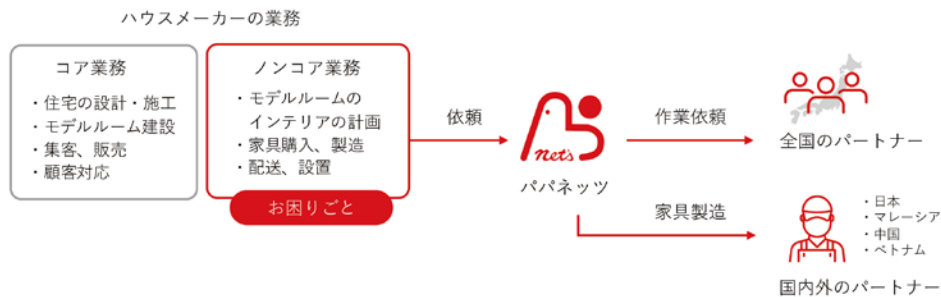 ハウスメーカーの業務
コア業務
・住宅の設計・施工
・モデルルーム建設
・集客、販売
・顧客対応
ノンコア業務
・モデルルームの
インテリアの計画
・家具購入、製造
・配送、設置
お困りごと
依頼
net's
パパネッツ
作業依頼
全国のパートナー
家具製造
・日本
・マレーシア
・中国
・ベトナム
国内外のパートナー